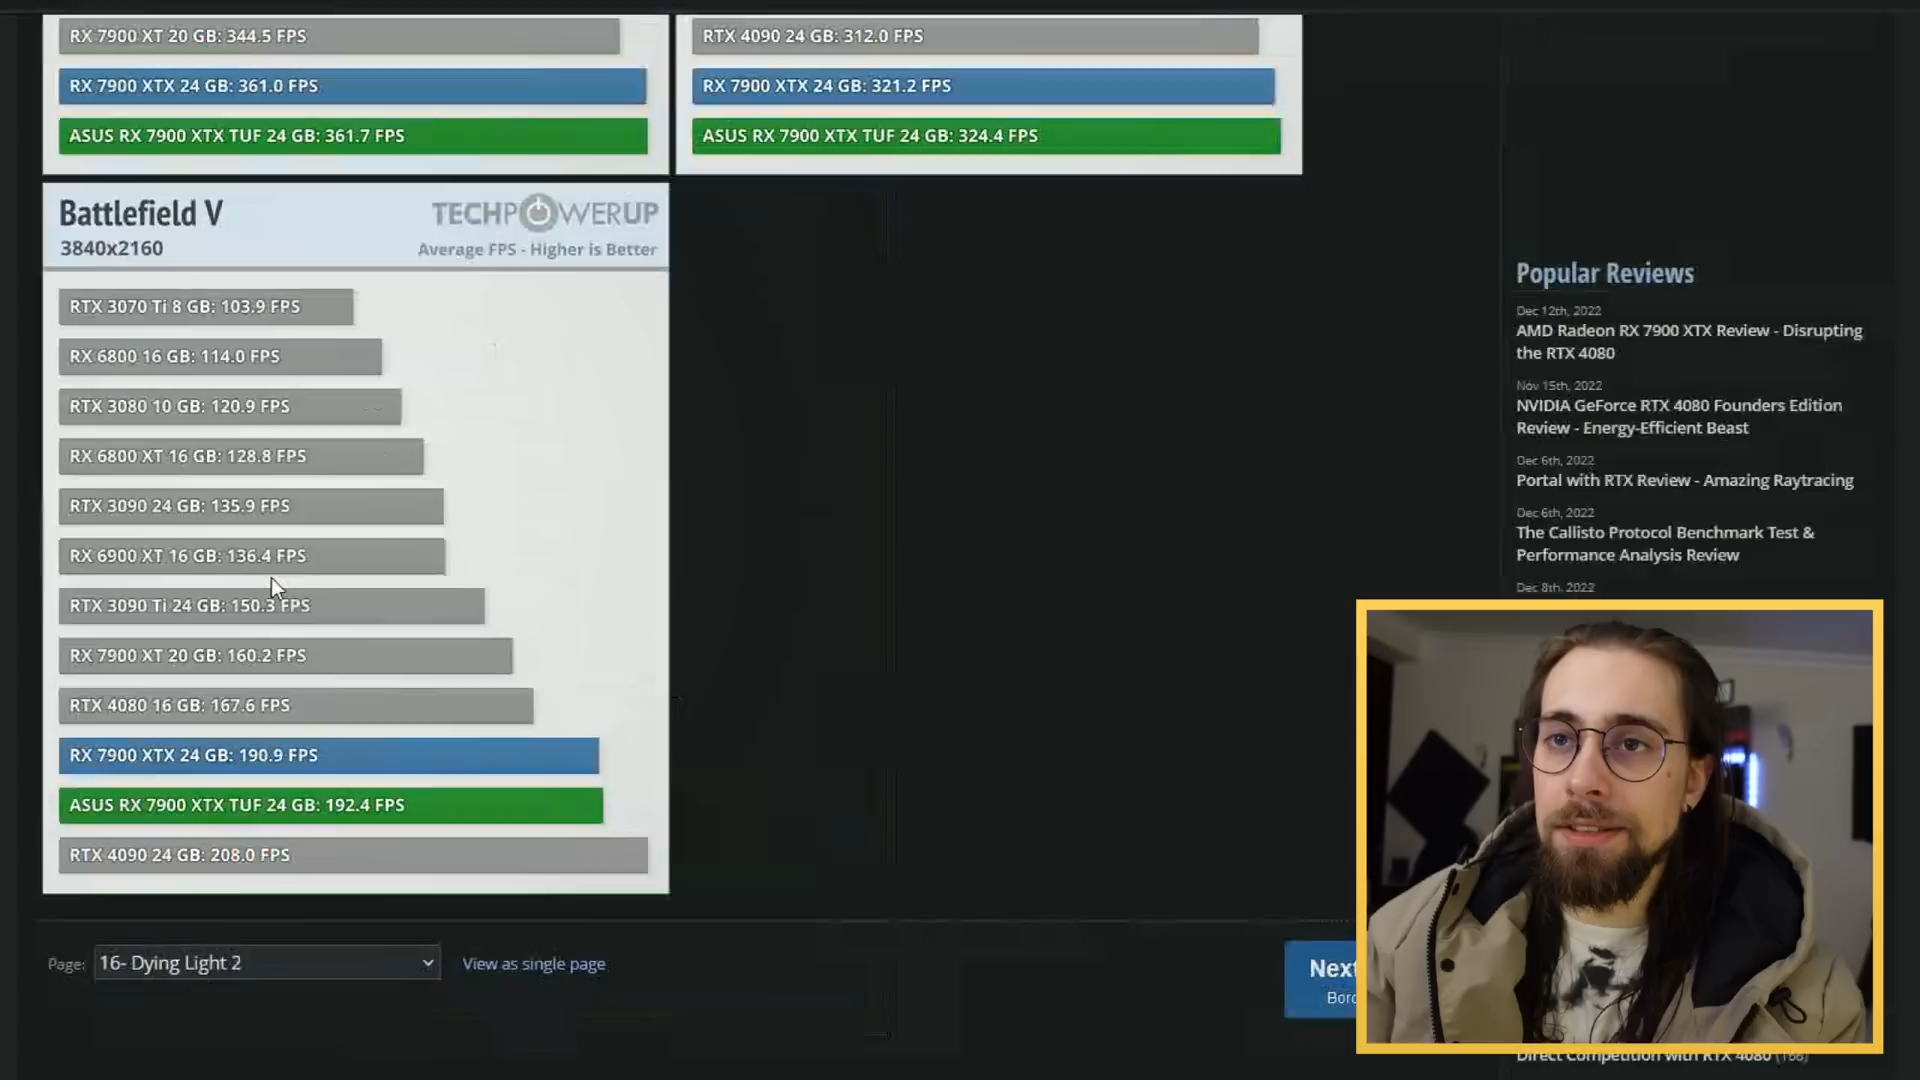 RX 7900 XT 20 GB: 344.5 FPS
RX 7900 XTX 24 GB: 361.0 FPS
ASUS RX 7900 XTX TUF 24 GB: 361.7 FPS
RTX 4090 24 GB: 312.0 FPS
RX 7900 XTX 24 GB: 321.2 FPS
ASUS RX 7900 XTX TUF 24 GB: 324.4 FPS
Battlefield V
TECHPOWERUP
3840x2160
Average FPS - Higher is Better
RTX 3070 Ti 8 GB: 103.9 FPS
RX 6800 16 GB: 114.0 FPS
RTX 3080 10 GB: 120.9 FPS
RX 6800 XT 16 GB: 128.8 FPS
RTX 3090 24 GB: 135.9 FPS
RX 6900 XT 16 GB: 136.4 FPS
RTX 3090 Ti 24 GB: 150.3 FPS
RX 7900 XT 20 GB: 160.2 FPS
RTX 4080 16 GB: 167.6 FPS
RX 7900 XTX 24 GB: 190.9 FPS
ASUS RX 7900 XTX TUF 24 GB: 192.4 FPS
RTX 4090 24 GB: 208.0 FPS
Page: 16- Dying Light 2
View as single page
Next
Bord
Popular Reviews
Dec 12th, 2022
AMD Radeon RX 7900 XTX Review - Disrupting
the RTX 4080
Nov 15th, 2022
NVIDIA GeForce RTX 4080 Founders Edition
Review - Energy-Efficient Beast
Dec 6th, 2022
Portal with RTX Review - Amazing Raytracing
Dec 6th, 2022
The Callisto Protocol Benchmark Test &
Performance Analysis Review
Dec 8th, 2022
Direct Competition with RTX 4080 (166)